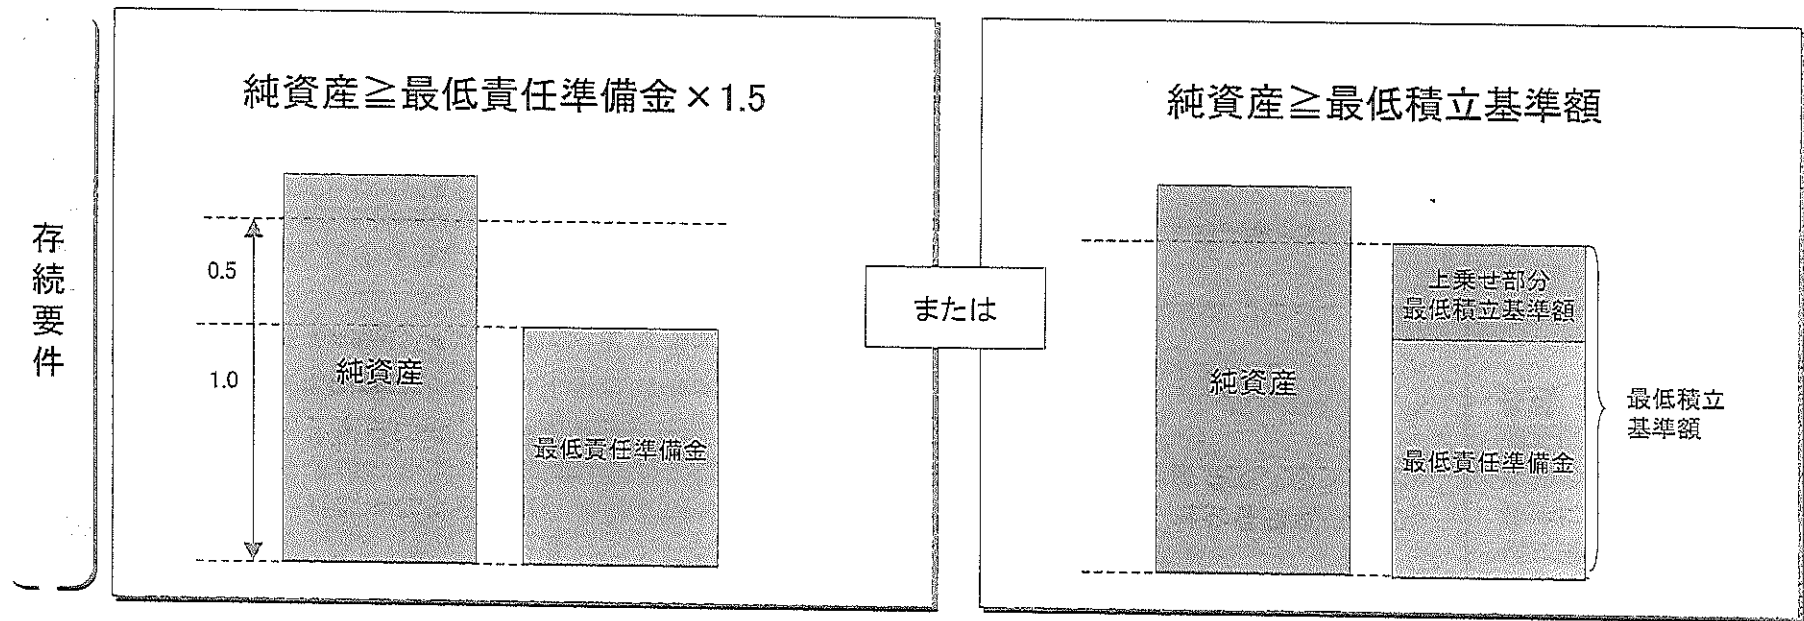 存続要件
純資産≧最低責任準備金×1.5
0.5
1.0
純資産
最低責任準備金
または
純資産≧最低積立基準額
純資産
上乗せ部分
最低積立基準額
最低責任準備金
最低積立
基準額